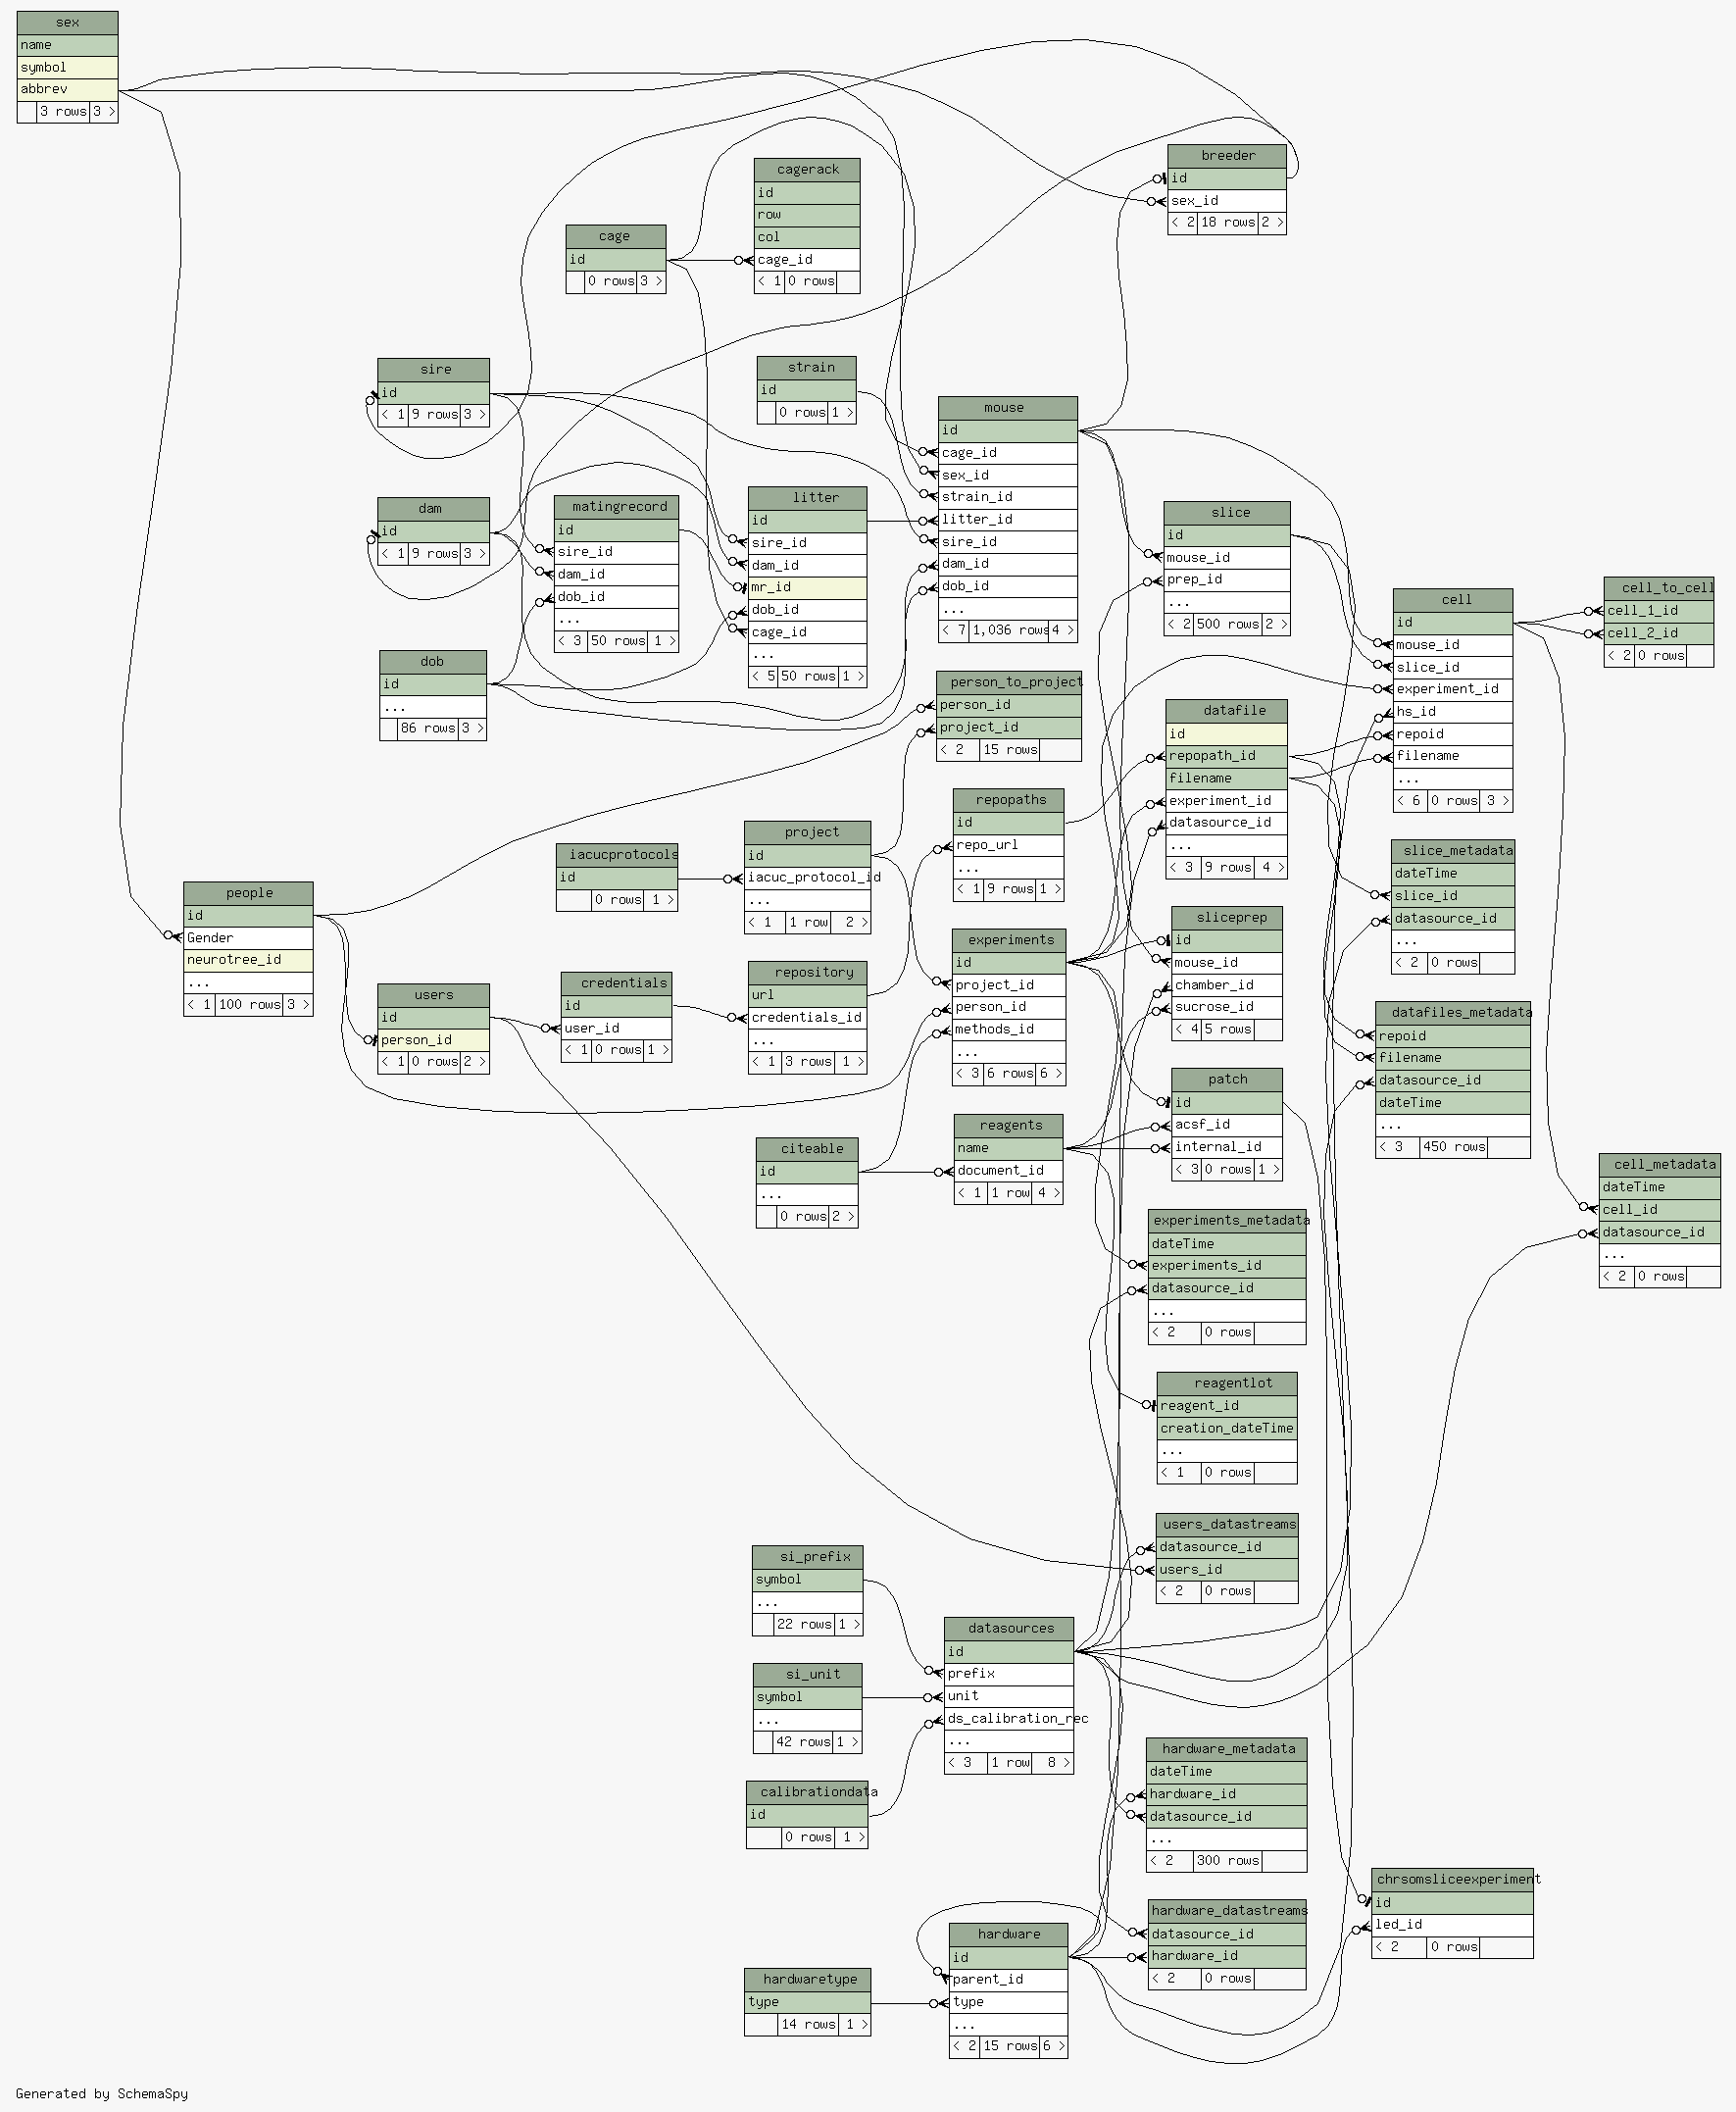 sex
name
symbol
abbrev
3 rows 3 >
breeder
id
sex_id
< 2 18 rows 2 >
cagerack
id
row
col
cage_id
< 1 0 rows
cage
id
0 rows 3 >
sire
id
< 1 9 rows 3 >
strain
id
0 rows 1 >
mouse
id
cage_id
sex_id
strain_id
litter_id
sire_id
dam_id
dob_id
...
< 7 1,036 rows 4 >
dam
id
< 1 9 rows 3 >
matingrecord
id
sire_id
dam_id
dob_id
...
< 3 50 rows 1 >
litter
id
sire_id
dam_id
mr_id
dob_id
cage_id
...
< 5 50 rows 1 >
slice
id
mouse_id
prep_id
...
< 2 500 rows 2 >
cell
id
mouse_id
slice_id
experiment_id
hs_id
repoid
filename
...
< 6 0 rows 3 >
cell_to_cell
cell_1_id
cell_2_id
< 2 0 rows
dob
id
...
86 rows 3 >
person_to_project
person_id
project_id
< 2 15 rows
datafile
id
repopath_id
filename
experiment_id
datasource_id
...
< 3 9 rows 4 >
repopaths
id
repo_url
...
< 1 9 rows 1 >
project
id
iacuc_protocol_id
...
< 1 1 row 2 >
iacucprotocols
id
0 rows 1 >
slice_metadata
dateTime
slice_id
datasource_id
...
< 2 0 rows
people
id
Gender
neurotree_id
...
< 1 100 rows 3 >
sliceprep
id
mouse_id
chamber_id
sucrose_id
< 4 5 rows
experiments
id
project_id
person_id
methods_id
...
< 3 6 rows 6 >
repository
url
credentials_id
...
< 1 3 rows 1 >
credentials
id
user_id
< 1 0 rows 1 >
users
id
person_id
< 1 0 rows 2 >
datafiles_metadata
repoid
filename
datasource_id
dateTime
...
< 3 450 rows
patch
id
acsf_id
internal_id
< 3 0 rows 1 >
reagents
name
document_id
< 1 1 row 4 >
citeable
id
...
0 rows 2 >
cell_metadata
dateTime
cell_id
datasource_id
...
< 2 0 rows
experiments_metadata
dateTime
experiments_id
datasource_id
...
< 2 0 rows
reagentlot
reagent_id
creation_dateTime
...
< 1 0 rows
users_datastreams
datasource_id
users_id
< 2 0 rows
si_prefix
symbol
...
22 rows 1 >
datasources
id
prefix
unit
ds_calibration_rec
...
< 3 1 row 8 >
si_unit
symbol
...
42 rows 1 >
calibrationdata
id
0 rows 1 >
hardware_metadata
dateTime
hardware_id
datasource_id
...
< 2 300 rows
chrsomsliceexperiment
id
led_id
< 2 0 rows
hardware_datastreams
datasource_id
hardware_id
< 2 0 rows
hardware
id
parent_id
type
...
< 2 15 rows 6 >
hardwaretype
type
14 rows 1 >
Generated by SchemaSpy